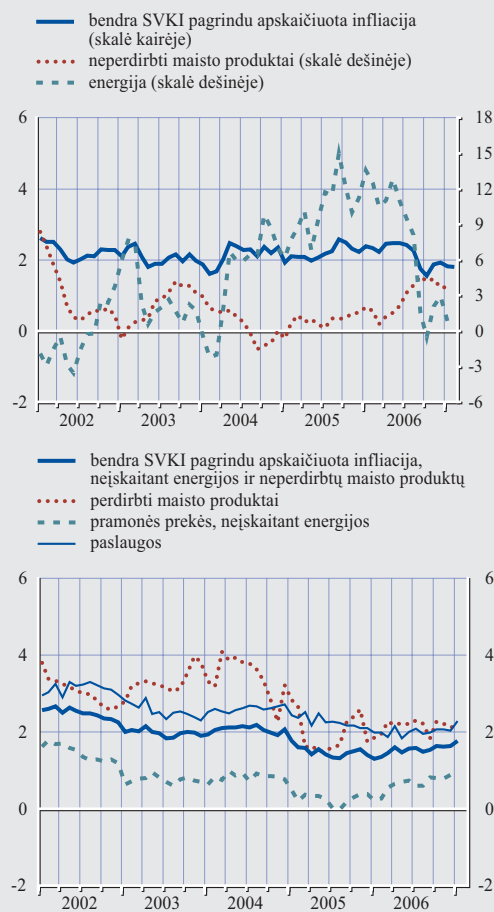 bendra SVKI pagrindu apskaičiuota infliacija
(skalė kairėje)
neperdirbti maisto produktai (skalė dešinėje)
energija (skalė dešinėje)
6
4
2
0
-2
18
15
12
9
6
3
0
-3
-6
2002 2003 2004 2005 2006
bendra SVKI pagrindu apskaičiuota infliacija,
neįskaitant energijos ir neperdirbtų maisto produktų
perdirbti maisto produktai
pramonės prekės, neįskaitant energijos
paslaugos
6
4
2
0
-2
6
4
2
0
-2
2002 2003 2004 2005 2006